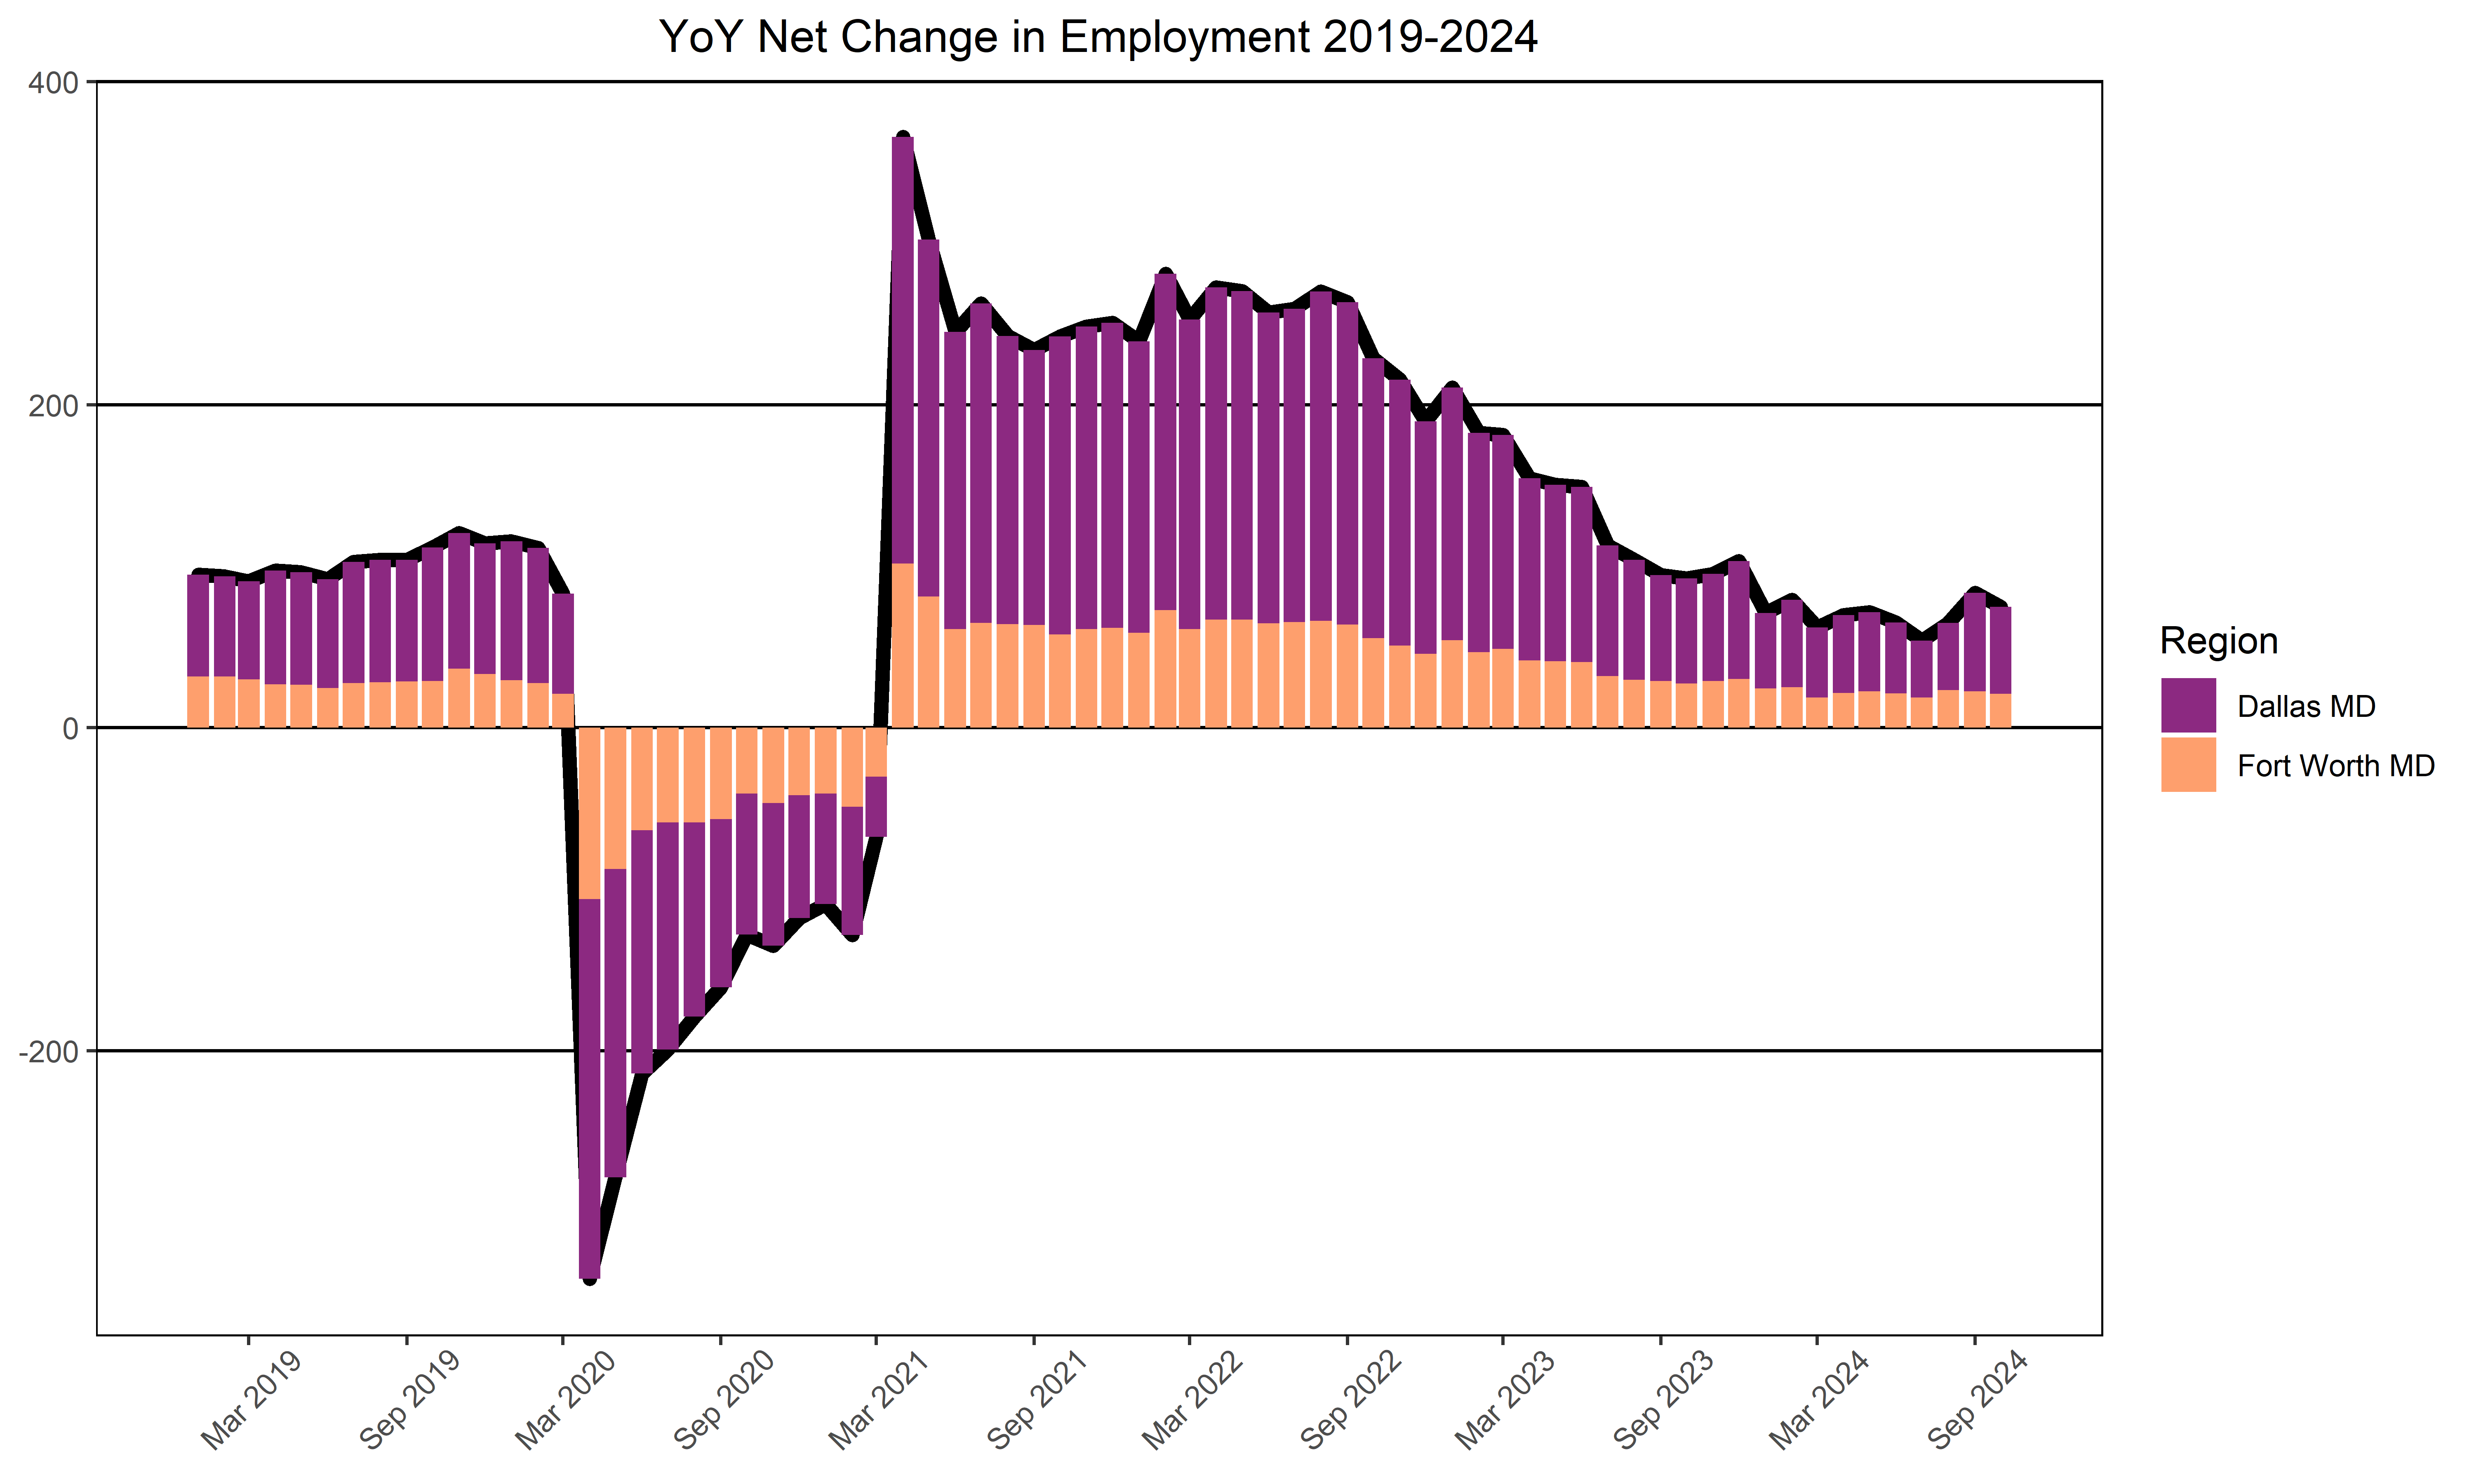 YoY Net Change in Employment 2019-2024
400
200
0
-200
Mar 2019
Sep 2019
Mar 2020
Sep 2020
Mar 2021
Sep 2021
Mar 2022
Sep 2022
Mar 2023
Sep 2023
Mar 2024
Sep 2024
Region
Dallas MD
Fort Worth MD